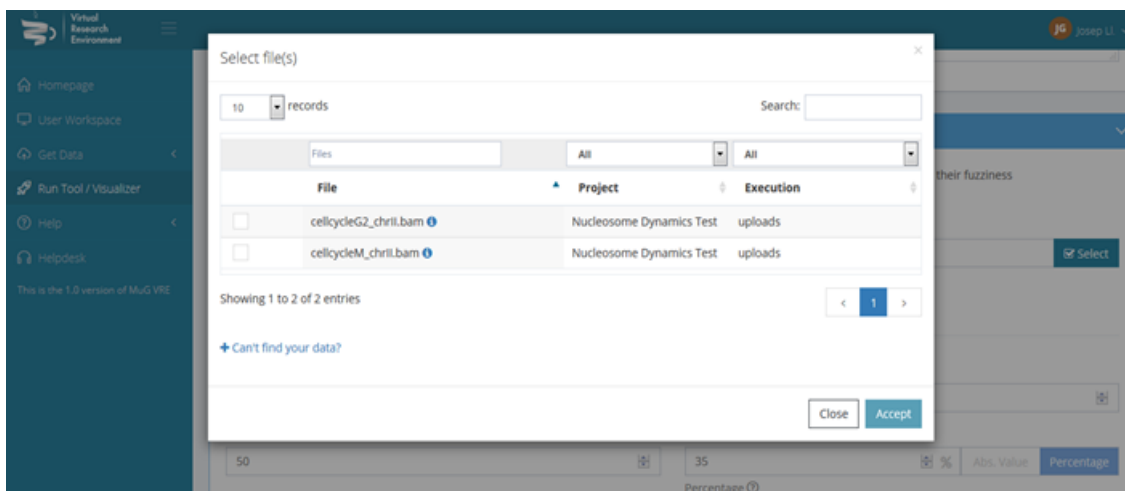 Virtual
Research
Environment
JG Josep Ll.
Homepage
User Workspace
Get Data
Run Tool / Visualizer
Help
Helpdesk
This is the 1.0 version of MuG VRE
Select file(s)
×
10 records
Search:
Files
All
All
File Project Execution
cellcycleG2_chrII.bam Nucleosome Dynamics Test uploads
cellcycleM_chrII.bam Nucleosome Dynamics Test uploads
Showing 1 to 2 of 2 entries
< 1 >
+ Can't find your data?
Close Accept
their fuzziness
Select
50
35 % Abs. Value Percentage
Percentage